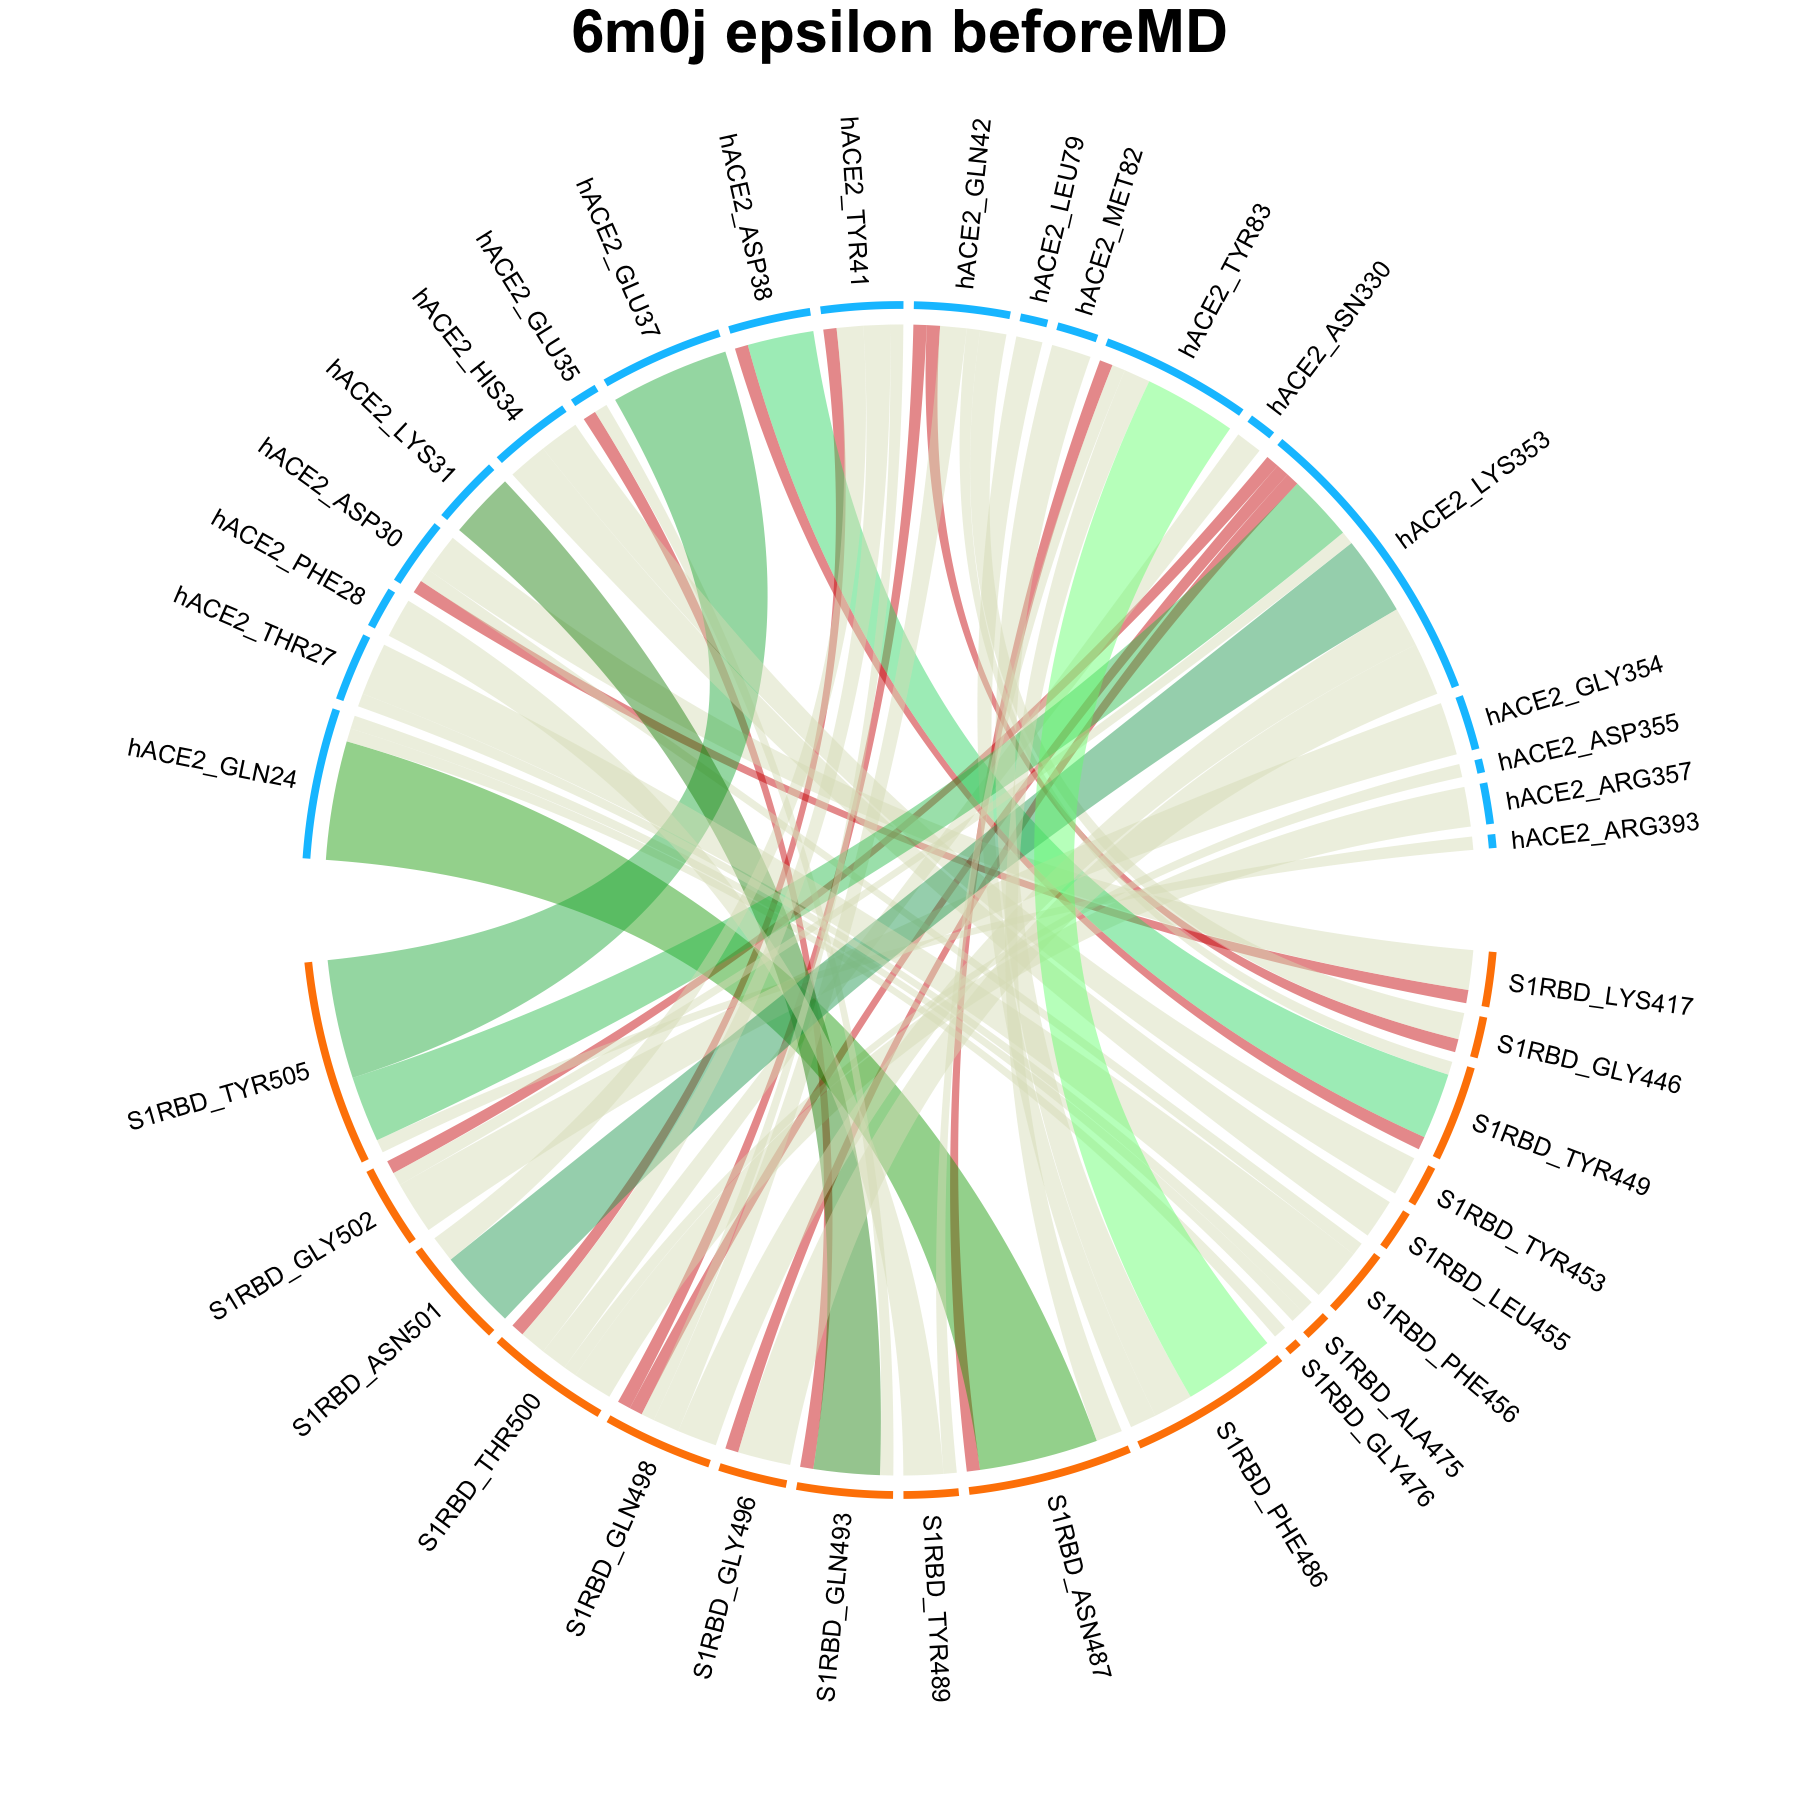 6m0j epsilon beforeMD
hACE2_GLN24
hACE2_THR27
hACE2_PHE28
hACE2_ASP30
hACE2_LYS31
hACE2_HIS34
hACE2_GLU35
hACE2_GLU37
hACE2_ASP38
hACE2_TYR41
hACE2_GLN42
hACE2_LEU79
hACE2_MET82
hACE2_TYR83
hACE2_ASN330
hACE2_LYS353
hACE2_GLY354
hACE2_ASP355
hACE2_ARG357
hACE2_ARG393
S1RBD_LYS417
S1RBD_GLY446
S1RBD_TYR449
S1RBD_TYR453
S1RBD_LEU455
S1RBD_PHE456
S1RBD_ALA475
S1RBD_GLY476
S1RBD_PHE486
S1RBD_ASN487
S1RBD_TYR489
S1RBD_GLN493
S1RBD_GLY496
S1RBD_GLN498
S1RBD_THR500
S1RBD_ASN501
S1RBD_GLY502
S1RBD_TYR505